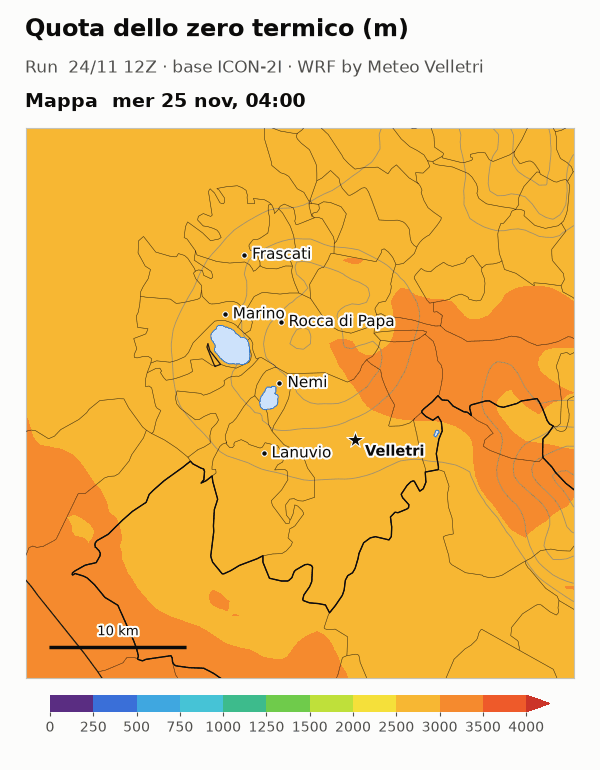 Quota dello zero termico (m)
Run 24/11 12Z · base ICON-2I · WRF by Meteo Velletri
Mappa mer 25 nov, 04:00
Frascati
Marino
Rocca di Papa
Nemi
Velletri
Lanuvio
10 km
0 250 500 750 1000 1250 1500 2000 2500 3000 3500 4000